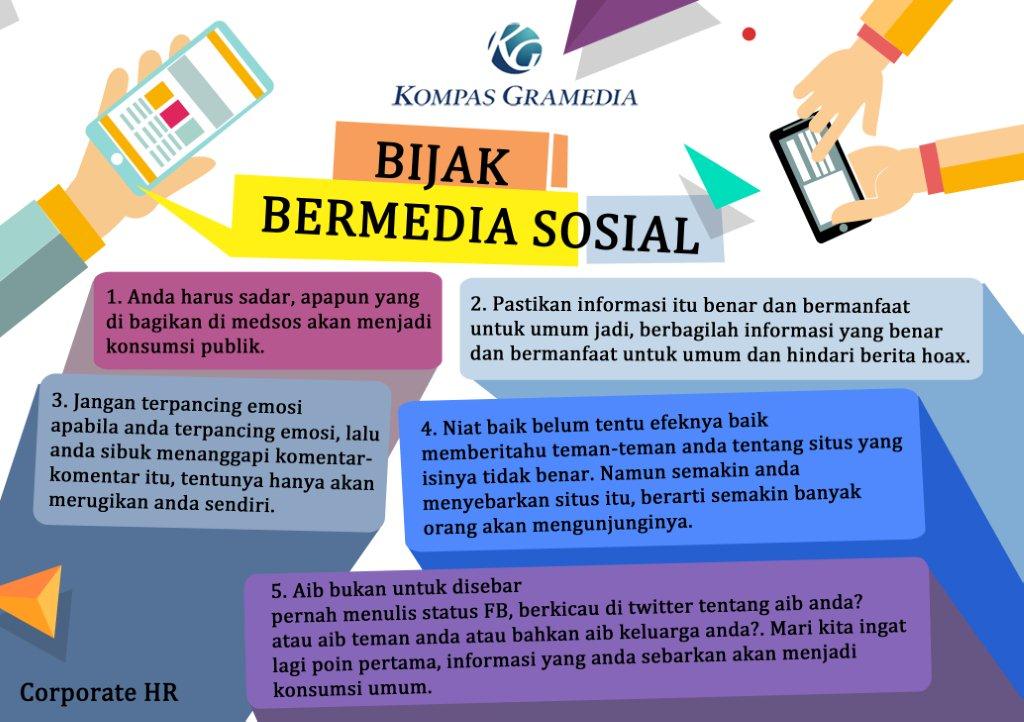 KG
KOMPAS GRAMEDIA
BIJAK
BERMEDIA SOSIAL
1. Anda harus sadar, apapun yang
di bagikan di medsos akan menjadi
konsumsi publik.
2. Pastikan informasi itu benar dan bermanfaat
untuk umum jadi, berbagilah informasi yang benar
dan bermanfaat untuk umum dan hindari berita hoax.
3. Jangan terpancing emosi
apabila anda terpancing emosi, lalu
anda sibuk menanggapi komentar-
komentar itu, tentunya hanya akan
merugikan anda sendiri.
4. Niat baik belum tentu efeknya baik
memberitahu teman-teman anda tentang situs yang
isinya tidak benar. Namun semakin anda
menyebarkan situs itu, berarti semakin banyak
orang akan mengunjunginya.
5. Aib bukan untuk disebar
pernah menulis status FB, berkicau di twitter tentang aib anda?
atau aib teman anda atau bahkan aib keluarga anda?. Mari kita ingat
lagi poin pertama, informasi yang anda sebarkan akan menjadi
konsumsi umum.
Corporate HR